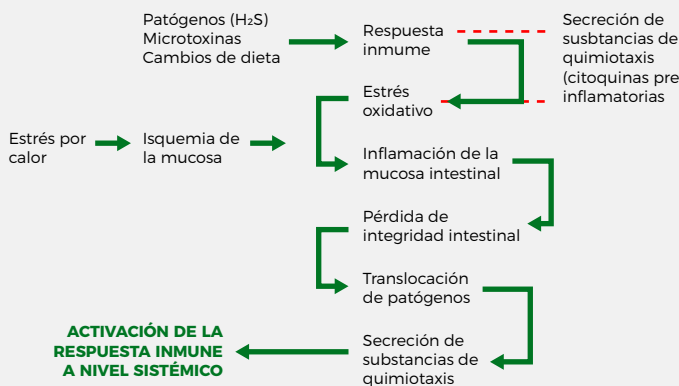 Patógenos (H₂S)
Microtoxinas
Cambios de dieta
Respuesta
inmume
Secreción de
susbtancias de
quimiotaxis
(citoquinas pre
inflamatorias
Estrés
oxidativo
Estrés por
calor
Isquemia de
la mucosa
Inflamación de la
mucosa intestinal
Pérdida de
integridad intestinal
Translocación
de patógenos
Secreción de
substancias de
quimiotaxis
ACTIVACIÓN DE LA
RESPUESTA INMUNE
A NIVEL SISTÉMICO